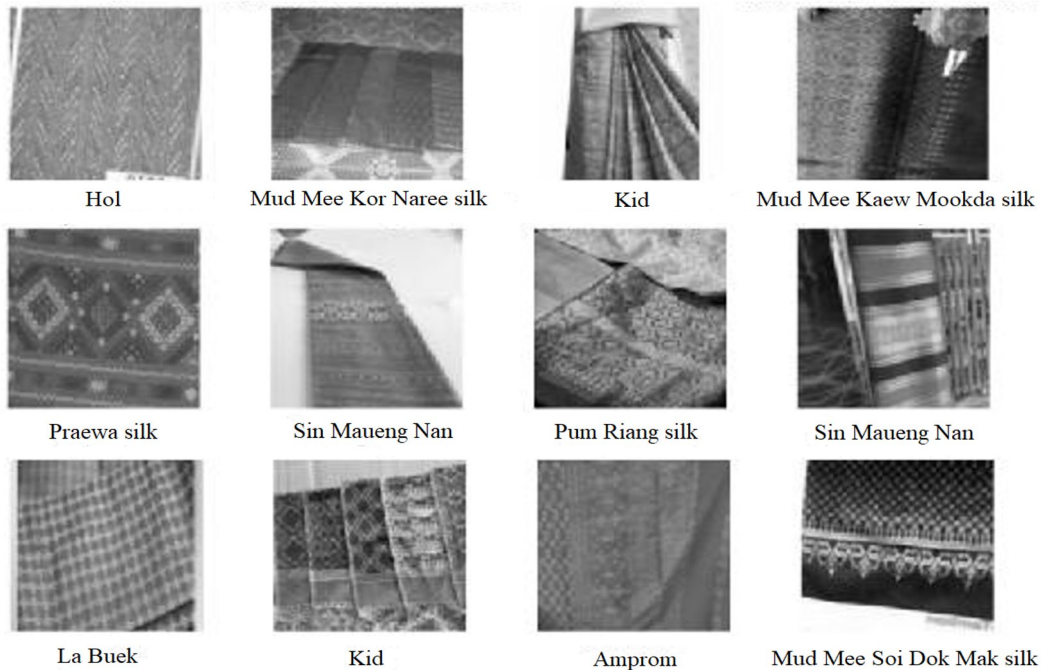 Hol
Mud Mee Kor Naree silk
Kid
Mud Mee Kaew Mookda silk
Praewa silk
Sin Maueng Nan
Pum Riang silk
Sin Maueng Nan
La Buek
Kid
Amprom
Mud Mee Soi Dok Mak silk